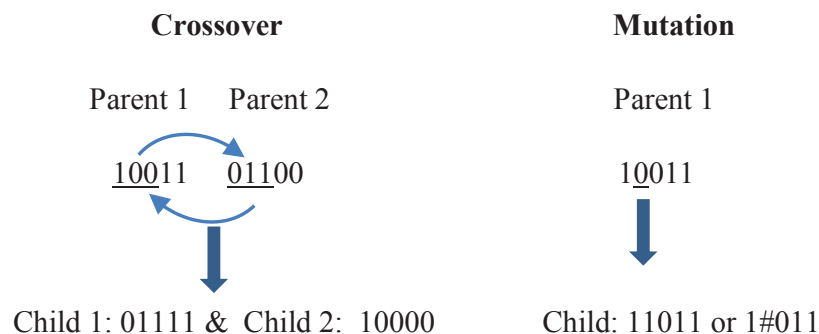 Crossover Mutation
Parent 1 Parent 2 Parent 1
10011 01100 10011
Child 1: 01111 & Child 2: 10000 Child: 11011 or 1#011